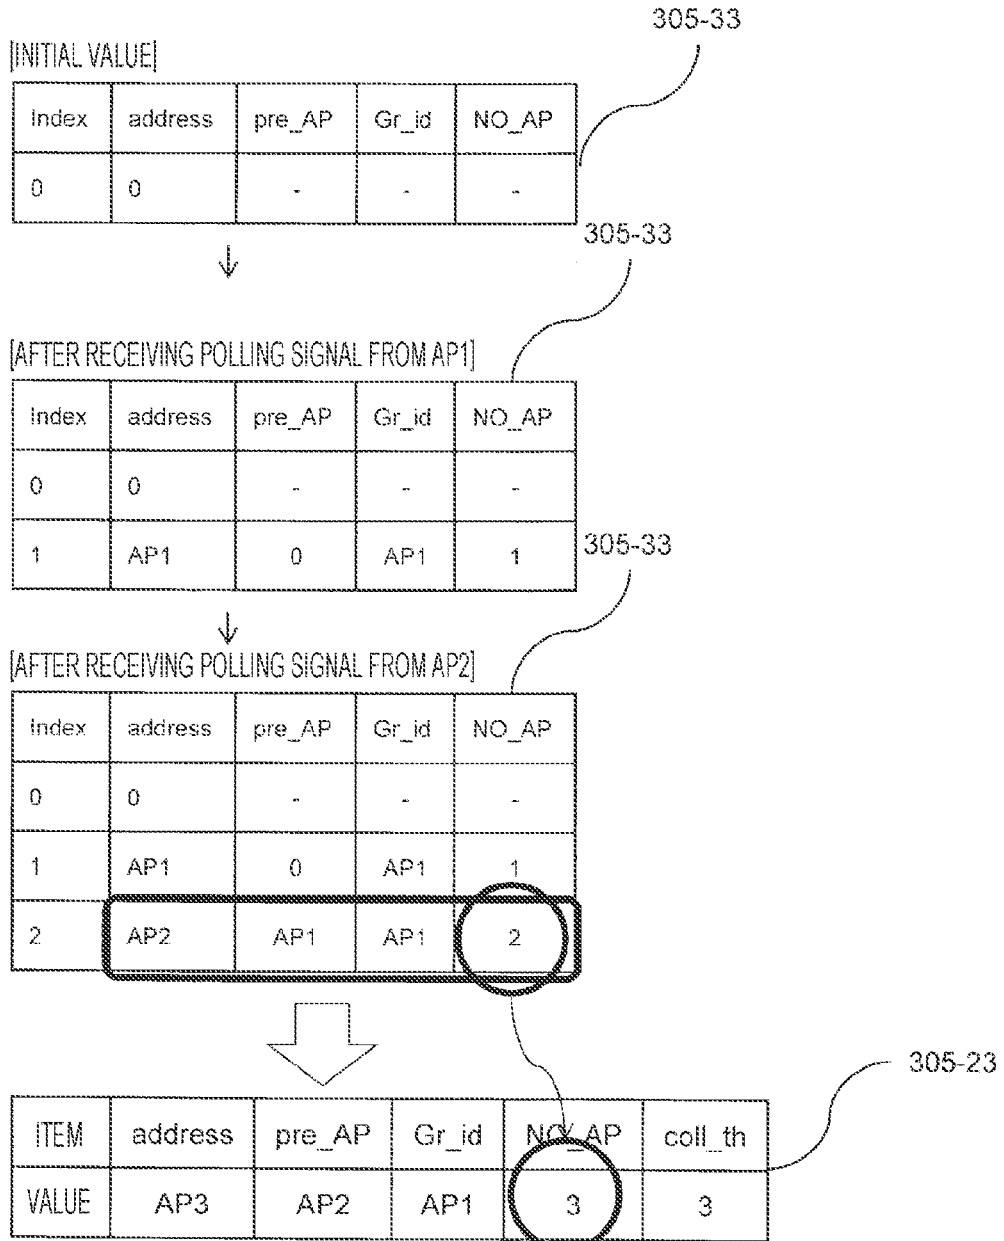 305-33
[INITIAL VALUE]
Index address pre_AP Gr_id NO_AP
0 0 - - -
305-33
[AFTER RECEIVING POLLING SIGNAL FROM AP1]
Index address pre_AP Gr_id NO_AP
0 0 - - -
1 AP1 0 AP1 1
305-33
[AFTER RECEIVING POLLING SIGNAL FROM AP2]
Index address pre_AP Gr_id NO_AP
0 0 - - -
1 AP1 0 AP1 1
2 AP2 AP1 AP1 2
305-23
ITEM address pre_AP Gr_id NO_AP coll_th
VALUE AP3 AP2 AP1 3 3